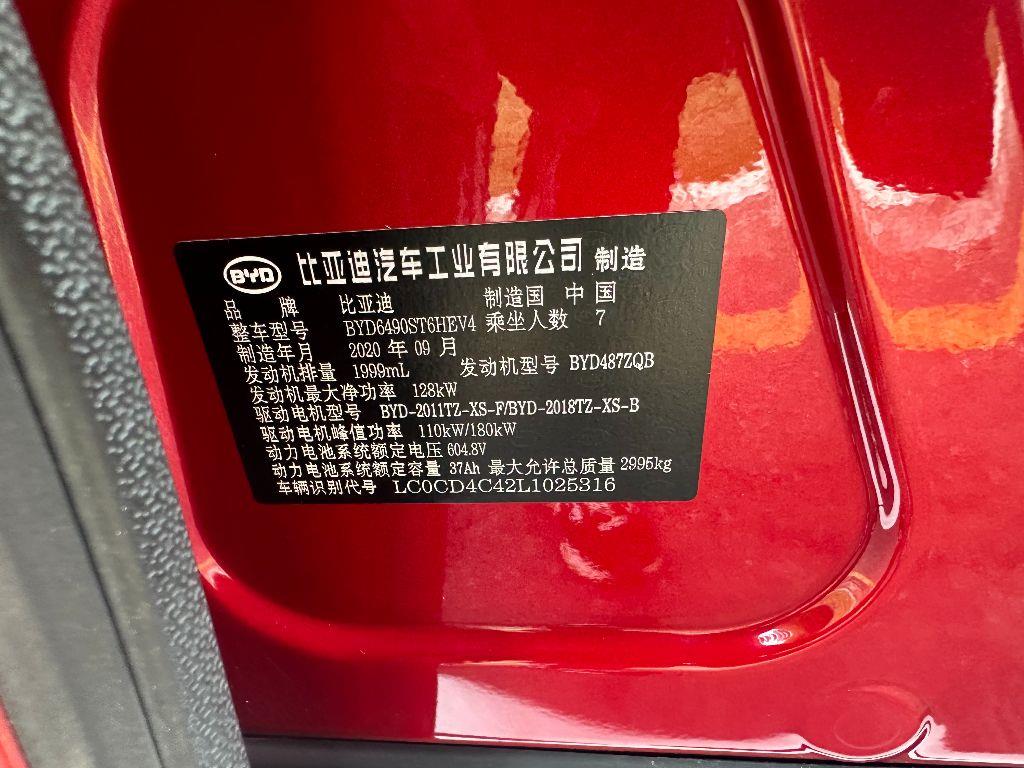 BYD 比亚迪汽车工业有限公司 制造
品 牌 比亚迪 制造国 中国
整车型号 BYD6490ST6HEV4 乘坐人数 7
制造年月 2020 年 09 月
发动机排量 1999mL 发动机型号 BYD487ZQB
发动机最大净功率 128kW
驱动电机型号 BYD-2011TZ-XS-F/BYD-2018TZ-XS-B
驱动电机峰值功率 110kW/180kW
动力电池系统额定电压 604.8V
动力电池系统额定容量 37Ah 最大允许总质量 2995kg
车辆识别代号 LC0CD4C42L1025316